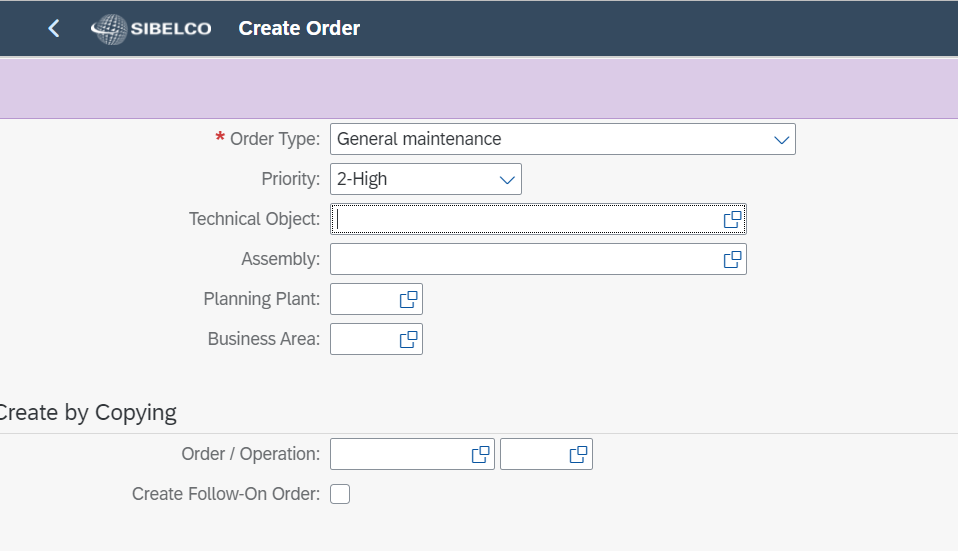 SIBELCO Create Order
* Order Type: General maintenance
Priority: 2-High
Technical Object:
Assembly:
Planning Plant:
Business Area:
Create by Copying
Order / Operation:
Create Follow-On Order: